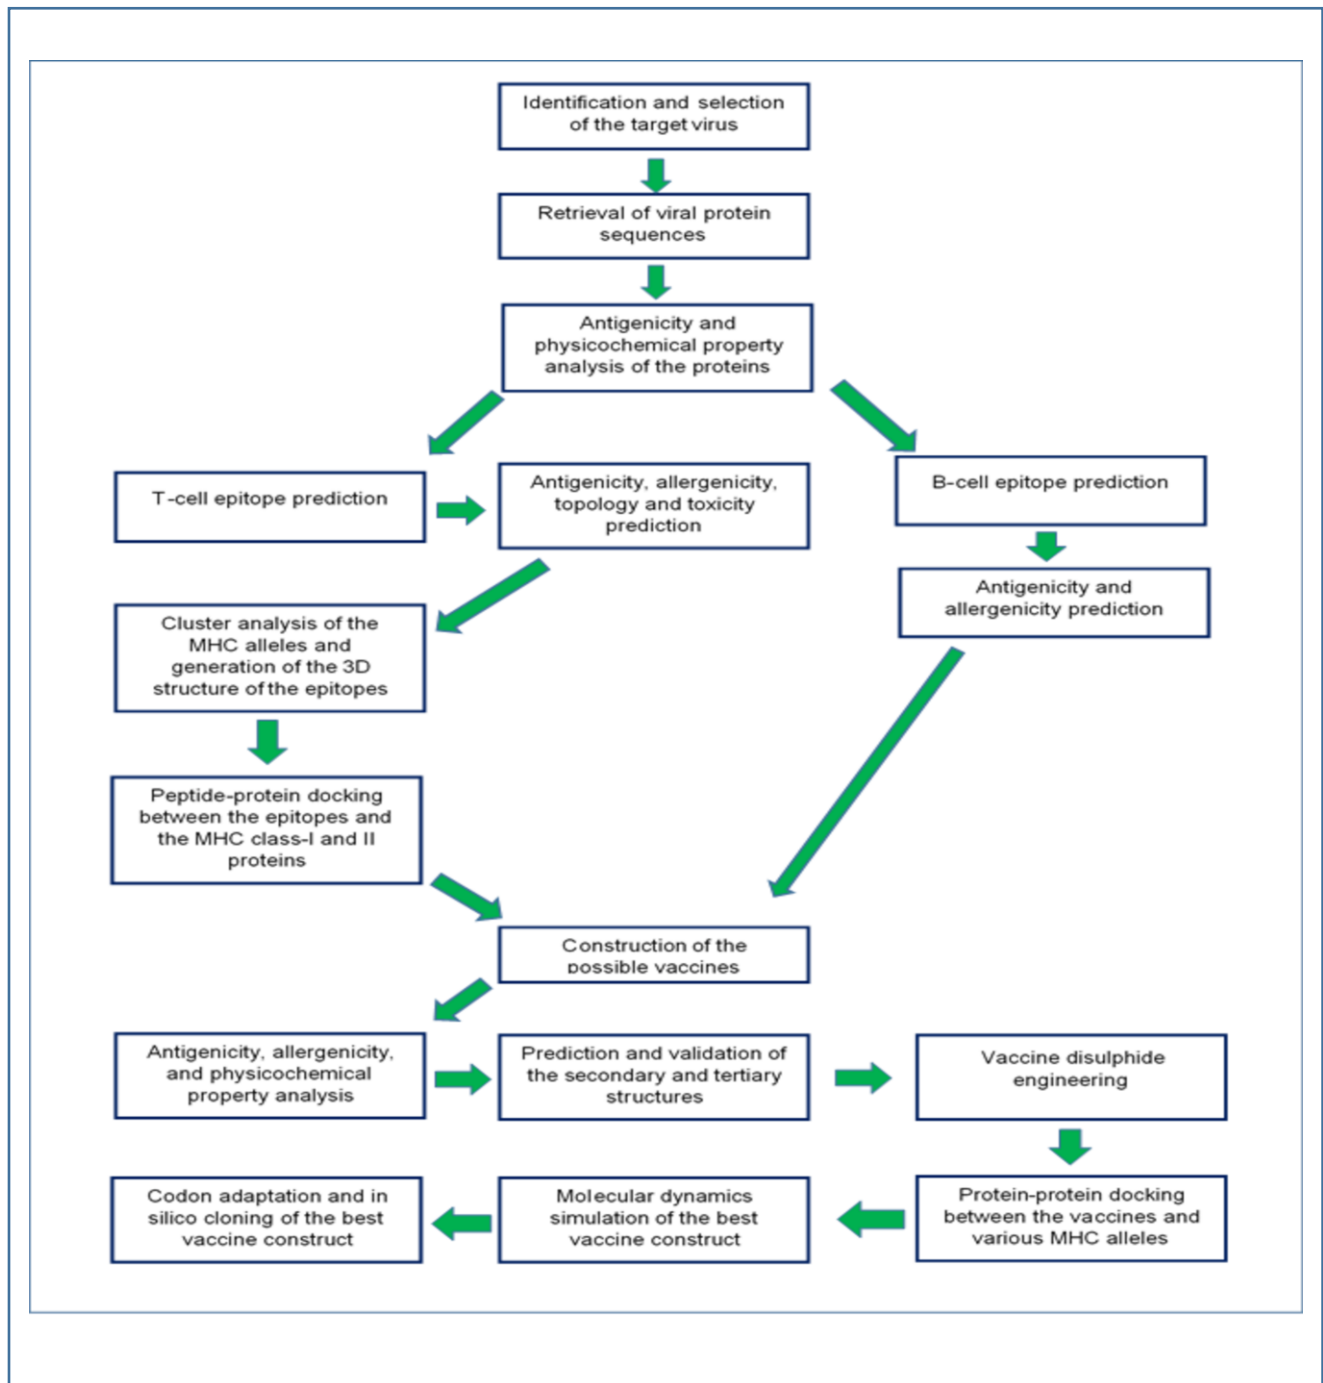 Identification and selection
of the target virus
Retrieval of viral protein
sequences
Antigenicity and
physicochemical property
analysis of the proteins
T-cell epitope prediction
Antigenicity, allergenicity,
topology and toxicity
prediction
B-cell epitope prediction
Antigenicity and
allergenicity prediction
Cluster analysis of the
MHC alleles and
generation of the 3D
structure of the epitopes
Peptide-protein docking
between the epitopes and
the MHC class-I and II
proteins
Construction of the
possible vaccines
Antigenicity, allergenicity,
and physicochemical
property analysis
Prediction and validation of
the secondary and tertiary
structures
Vaccine disulphide
engineering
Codon adaptation and in
silico cloning of the best
vaccine construct
Molecular dynamics
simulation of the best
vaccine construct
Protein-protein docking
between the vaccines and
various MHC alleles